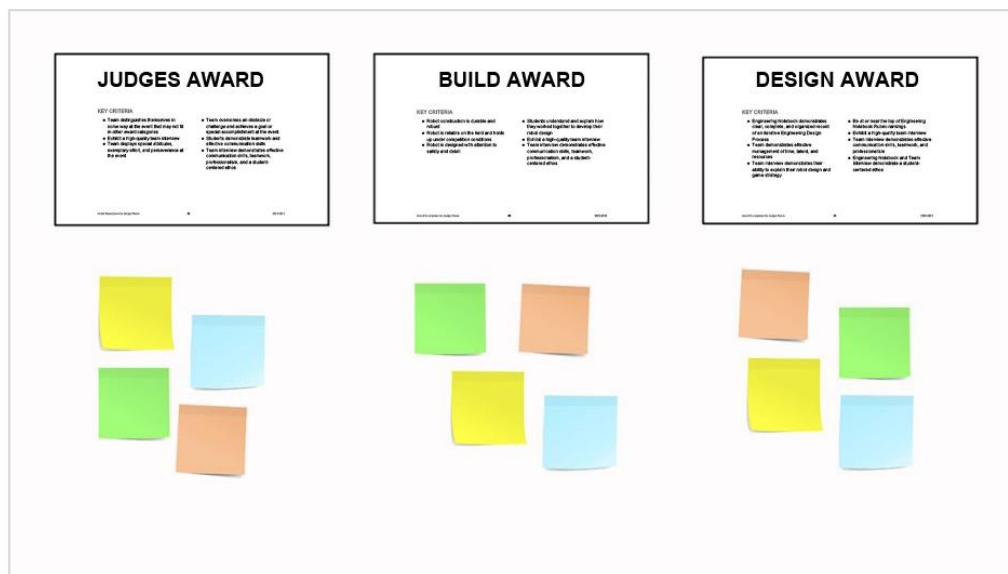 JUDGES AWARD
KEY CRITERIA
● Team distinguishes themselves in
some way at the event that may not fit
in other award categories
● Exhibit a high-quality team interview
● Team displays special attributes,
exemplary effort, and perseverance at
the event
● Team overcomes an obstacle or
challenge and achieves a goal or
special accomplishment at the event
● Students demonstrate teamwork and
effective communication skills
● Team interview demonstrates effective
communication skills, teamwork,
professionalism, and a student-
centered ethos
BUILD AWARD
KEY CRITERIA
● Robot construction is durable and
robust
● Robot is reliable on the field and holds
up under competition conditions
● Robot is designed with attention to
safety and detail
● Students understand and explain how
they worked together to develop their
robot design
● Exhibit a high-quality team interview
● Team interview demonstrates effective
communication skills, teamwork,
professionalism, and a student-
centered ethos
DESIGN AWARD
KEY CRITERIA
● Engineering Notebook demonstrates
clear, complete, and organized record
of an iterative Engineering Design
Process
● Team demonstrates effective
management of time, talent, and
resources
● Team interview demonstrates their
ability to explain their robot design and
game strategy
● Be at or near the top of Engineering
Notebook Rubric rankings
● Exhibit a high-quality team interview
● Team interview demonstrates effective
communication skills, teamwork, and
professionalism
● Engineering Notebook and Team
Interview demonstrate a student-
centered ethos